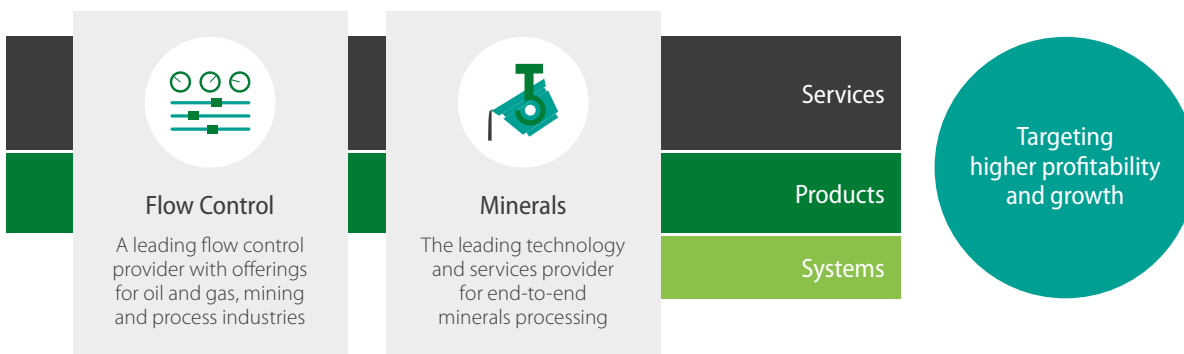 Flow Control
A leading flow control
provider with offerings
for oil and gas, mining
and process industries
Minerals
The leading technology
and services provider
for end-to-end
minerals processing
Services
Products
Systems
Targeting
higher profitability
and growth